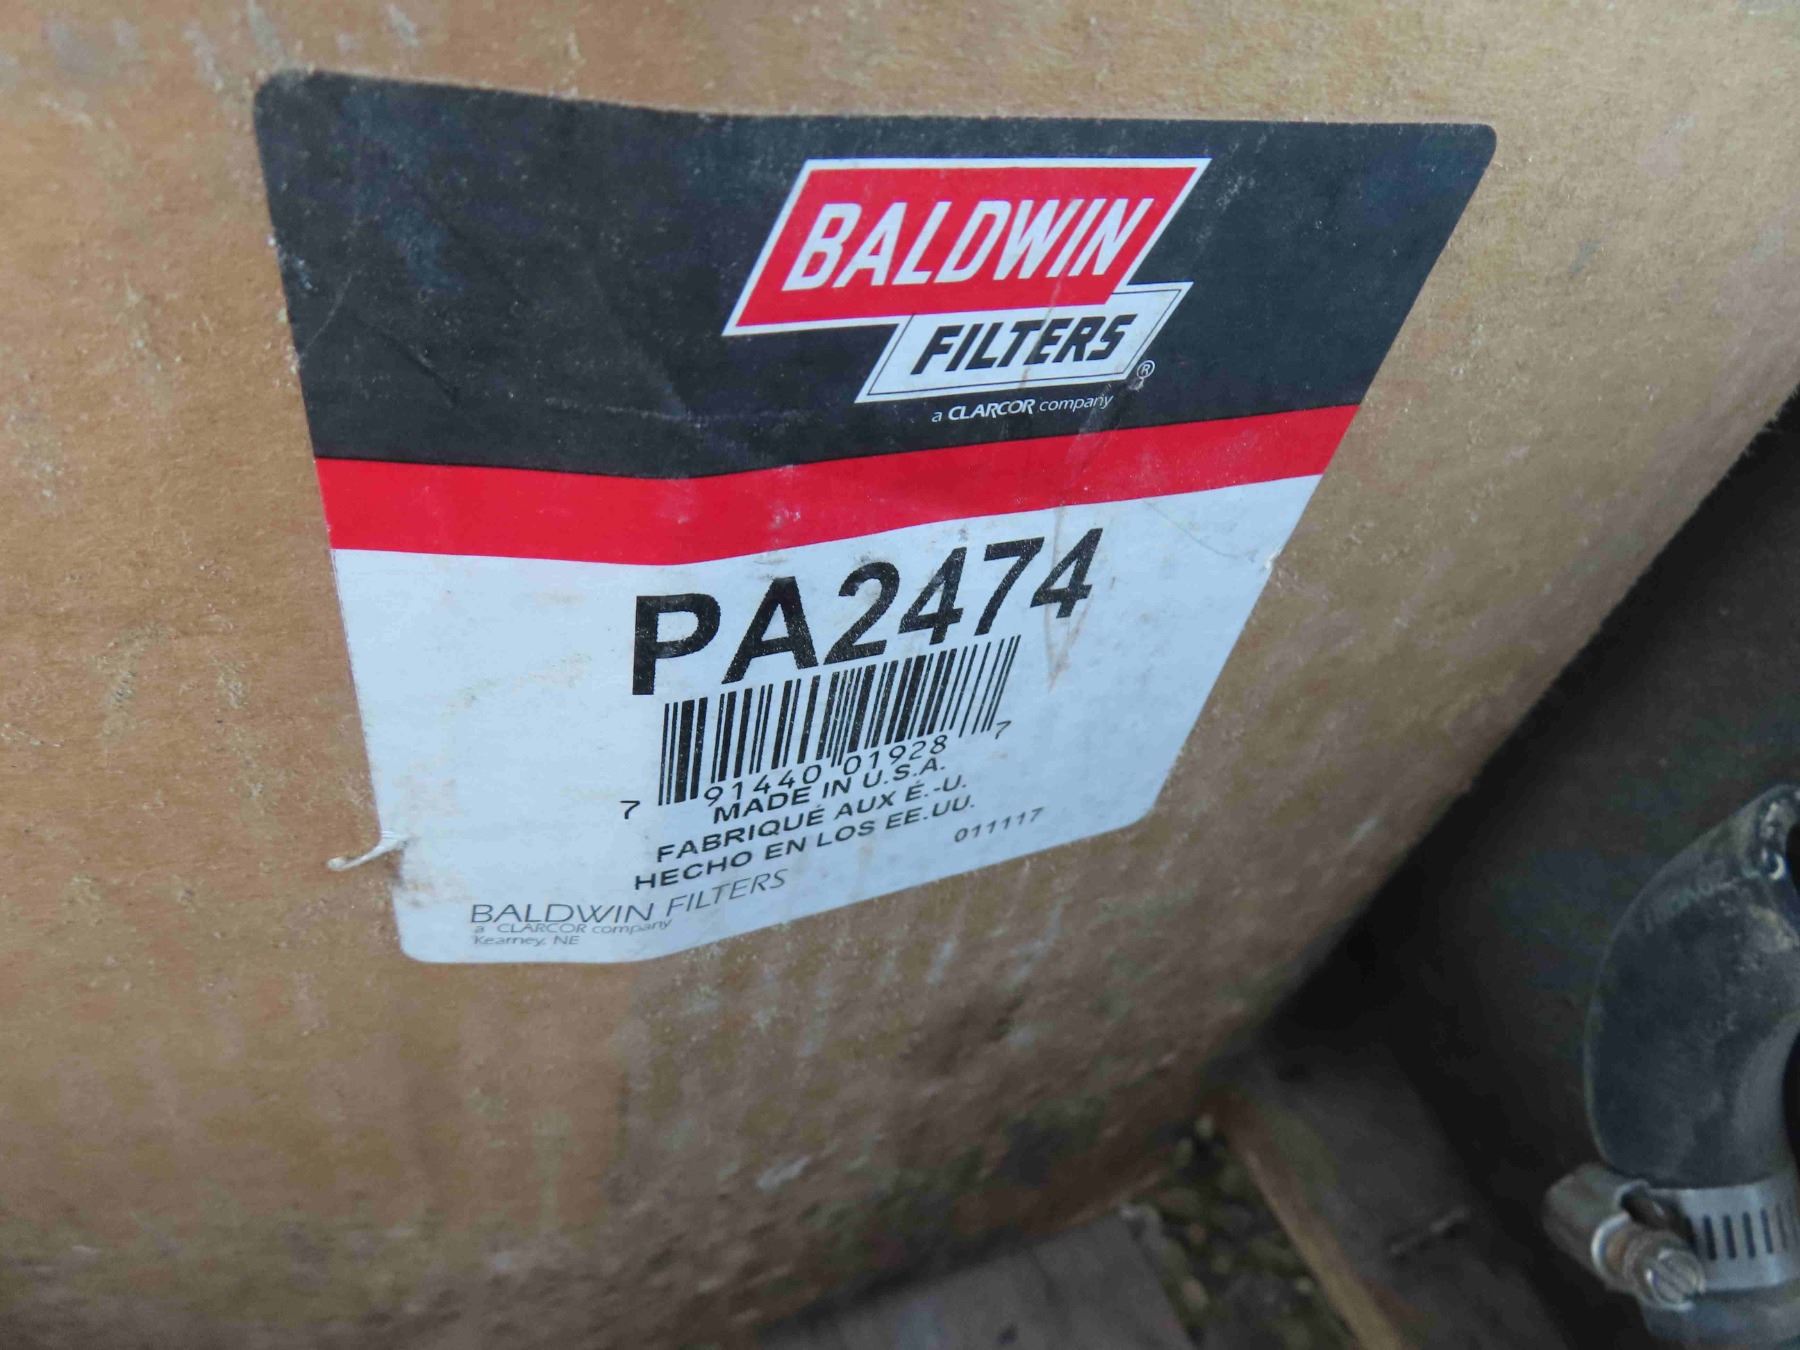 BALDWIN
FILTERS ®
a CLARCOR company
PA2474
7 91440 01928 7
MADE IN U.S.A.
FABRIQUÉ AUX É.-U.
HECHO EN LOS EE.UU.
011117
BALDWIN FILTERS
a CLARCOR company
Kearney, NE